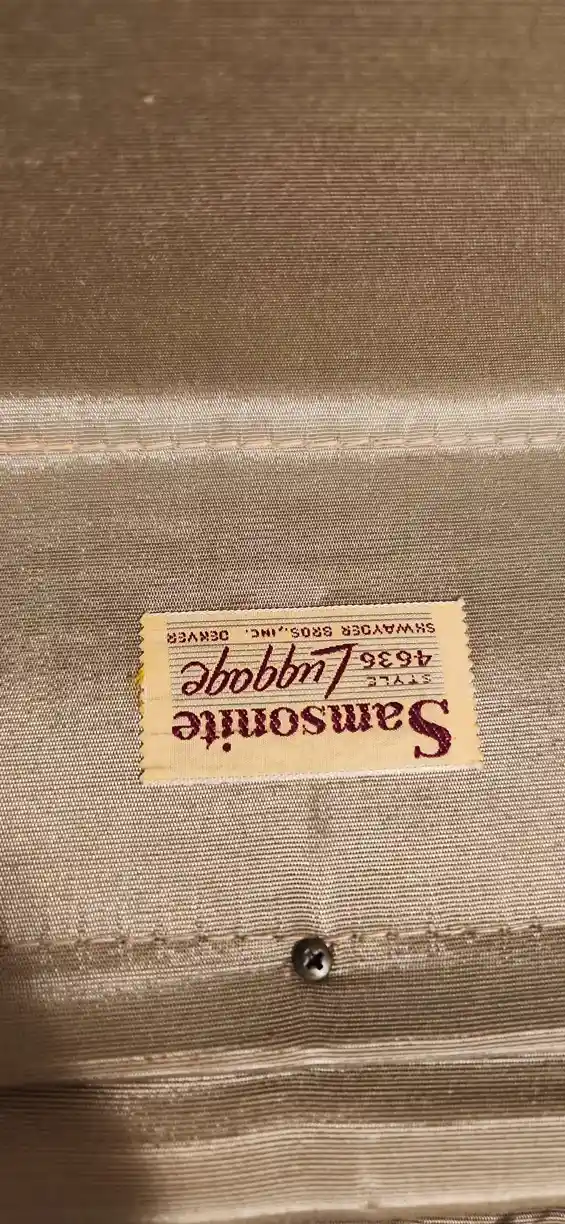 Samsonite
STYLE
4636 Luggage
SHWAYDER BROS., INC. DENVER